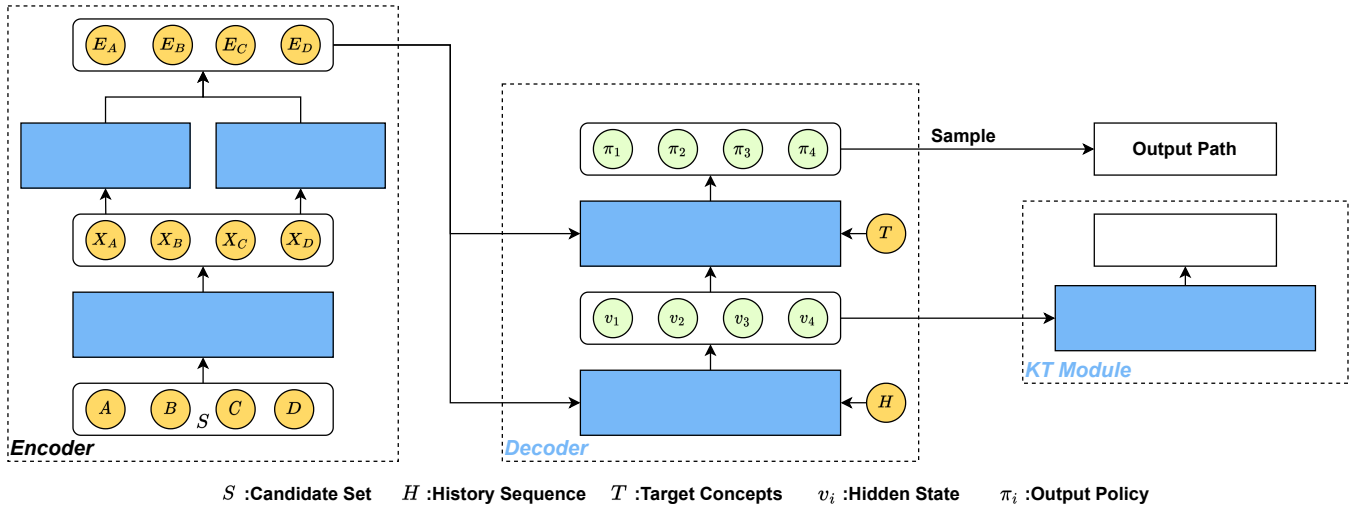 E_A E_B E_C E_D
X_A X_B X_C X_D
A B C D
S
Encoder
π_1 π_2 π_3 π_4
T
v_1 v_2 v_3 v_4
H
Decoder
Sample
Output Path
KT Module
S :Candidate Set H :History Sequence T :Target Concepts v_i :Hidden State π_i :Output Policy